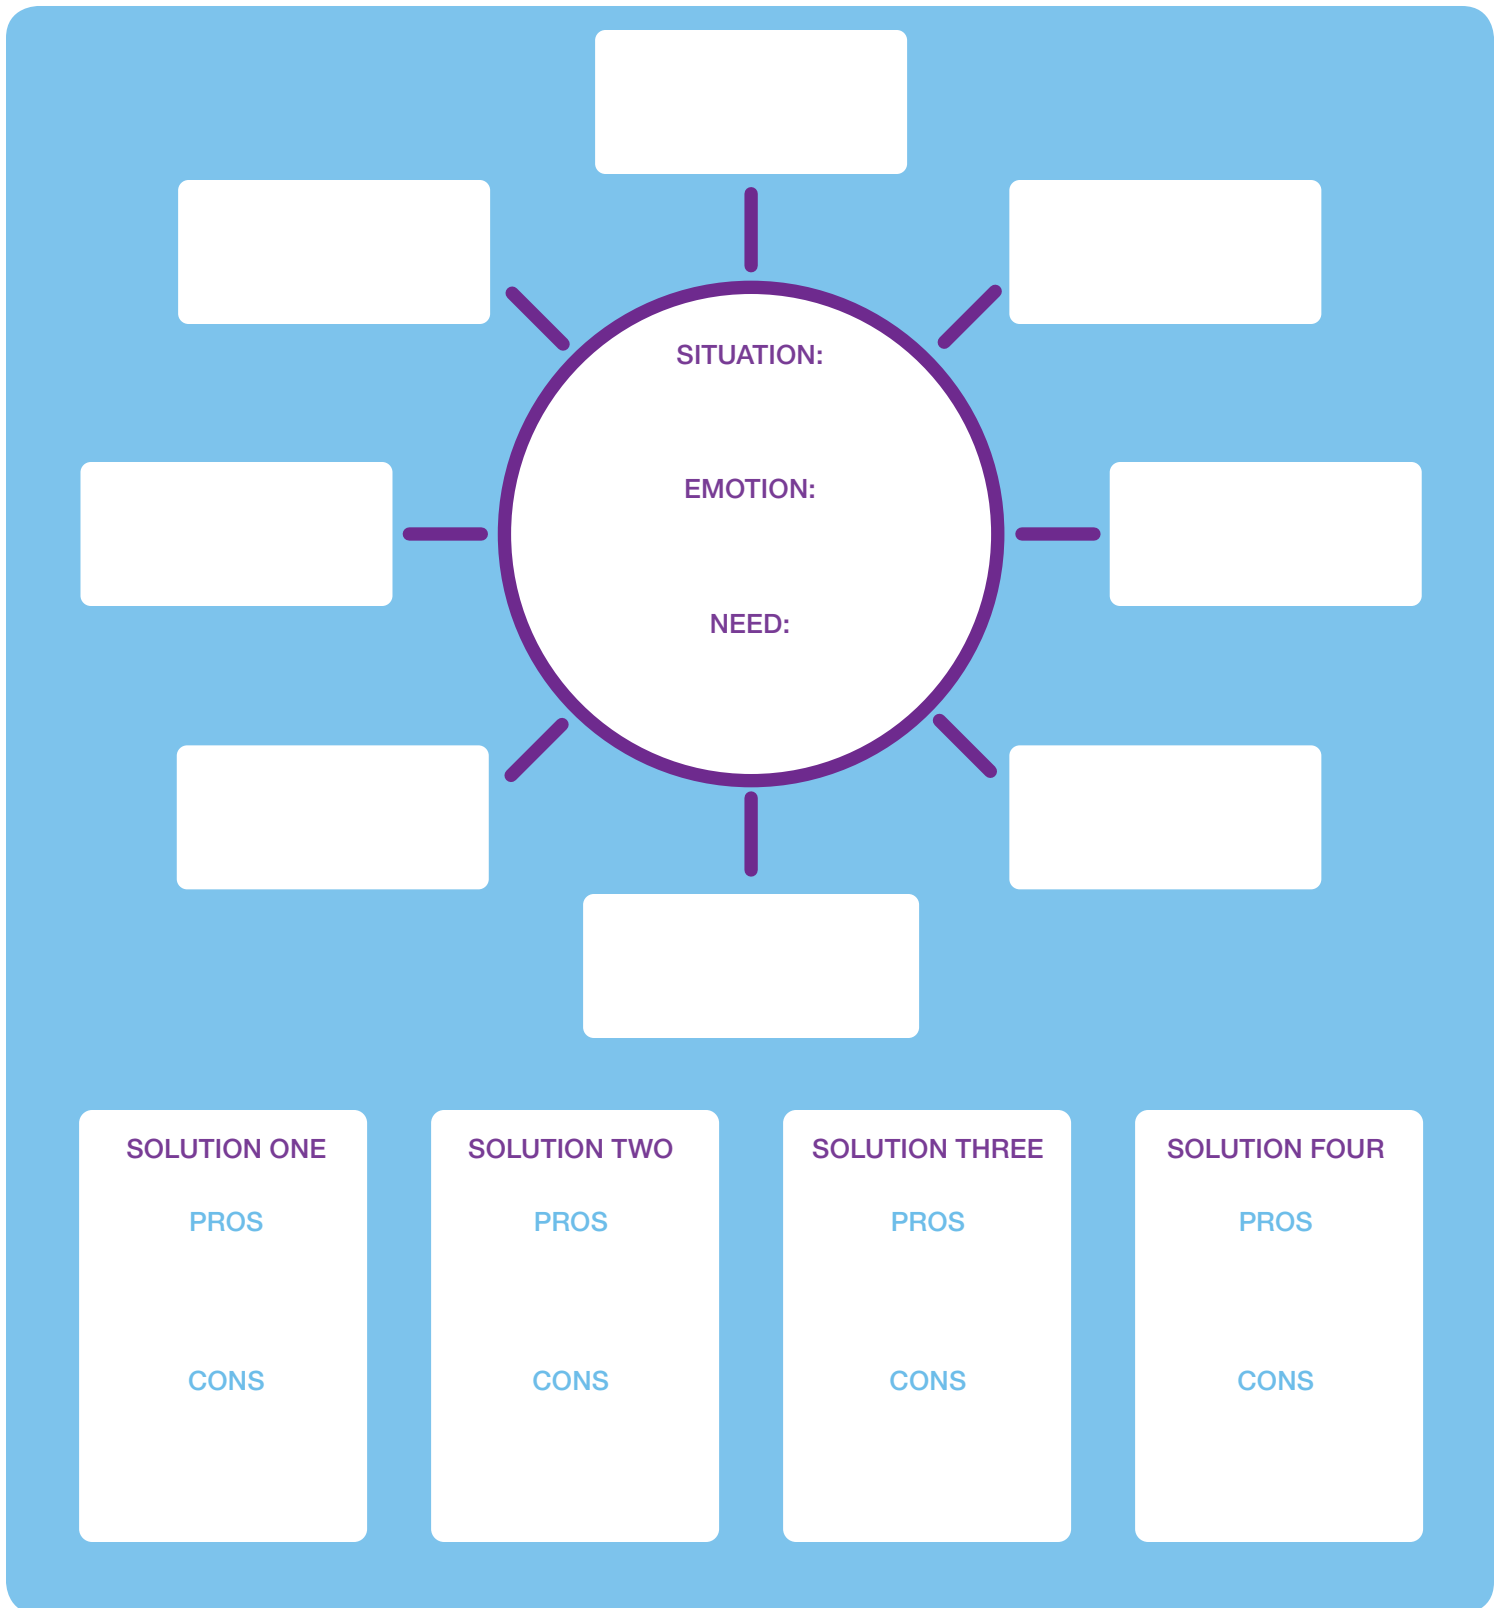 SITUATION:
EMOTION:
NEED:
SOLUTION ONE
PROS
CONS
SOLUTION TWO
PROS
CONS
SOLUTION THREE
PROS
CONS
SOLUTION FOUR
PROS
CONS